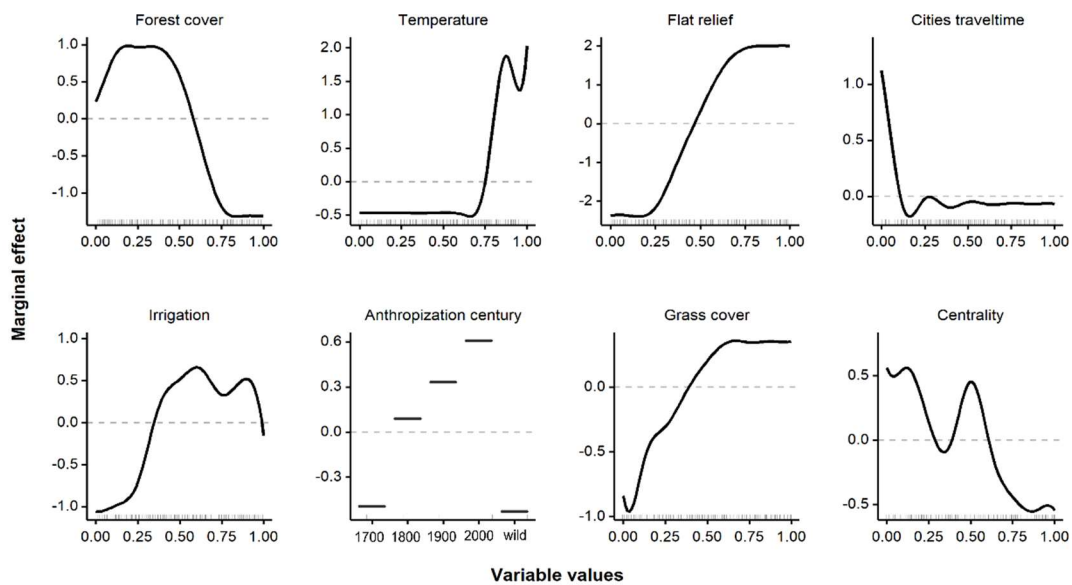 Forest cover Temperature Flat relief Cities traveltime
1.0
0.5
0.0
-0.5
-1.0
0.00 0.25 0.50 0.75 1.00
2.0
1.5
1.0
0.5
0.0
-0.5
0.00 0.25 0.50 0.75 1.00
2
1
0
-1
-2
0.00 0.25 0.50 0.75 1.00
1.0
0.5
0.0
0.00 0.25 0.50 0.75 1.00
Marginal effect
Irrigation Anthropization century Grass cover Centrality
1.0
0.5
0.0
-0.5
-1.0
0.00 0.25 0.50 0.75 1.00
0.6
0.3
0.0
-0.3
1700 1800 1900 2000 wild
0.0
-0.5
-1.0
0.00 0.25 0.50 0.75 1.00
0.5
0.0
-0.5
0.00 0.25 0.50 0.75 1.00
Variable values